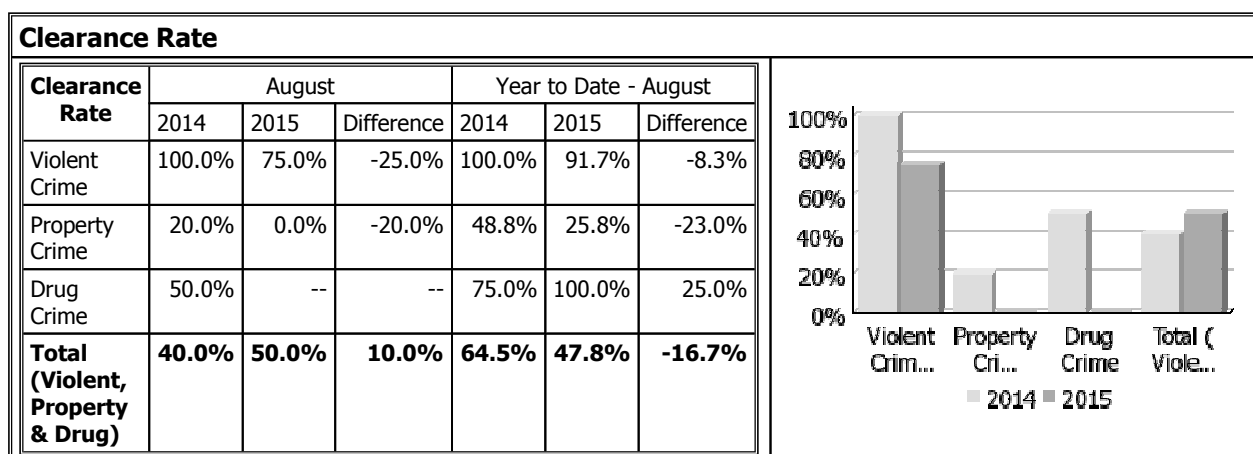 Clearance Rate
Clearance Rate August Year to Date - August
2014 2015 Difference 2014 2015 Difference
Violent Crime 100.0% 75.0% -25.0% 100.0% 91.7% -8.3%
Property Crime 20.0% 0.0% -20.0% 48.8% 25.8% -23.0%
Drug Crime 50.0% -- -- 75.0% 100.0% 25.0%
Total (Violent, Property & Drug) 40.0% 50.0% 10.0% 64.5% 47.8% -16.7%
100%
80%
60%
40%
20%
0%
Violent Property Drug Total (
Crim... Cri... Crime Viole...
2014 2015